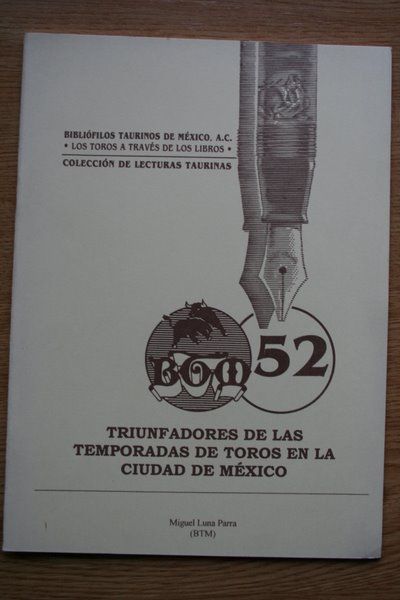 BIBLIÓFILOS TAURINOS DE MÉXICO, A.C.
• LOS TOROS A TRAVÉS DE LOS LIBROS •
COLECCIÓN DE LECTURAS TAURINAS
BTM
52
TRIUNFADORES DE LAS
TEMPORADAS DE TOROS EN LA
CIUDAD DE MÉXICO
Miguel Luna Parra
(BTM)